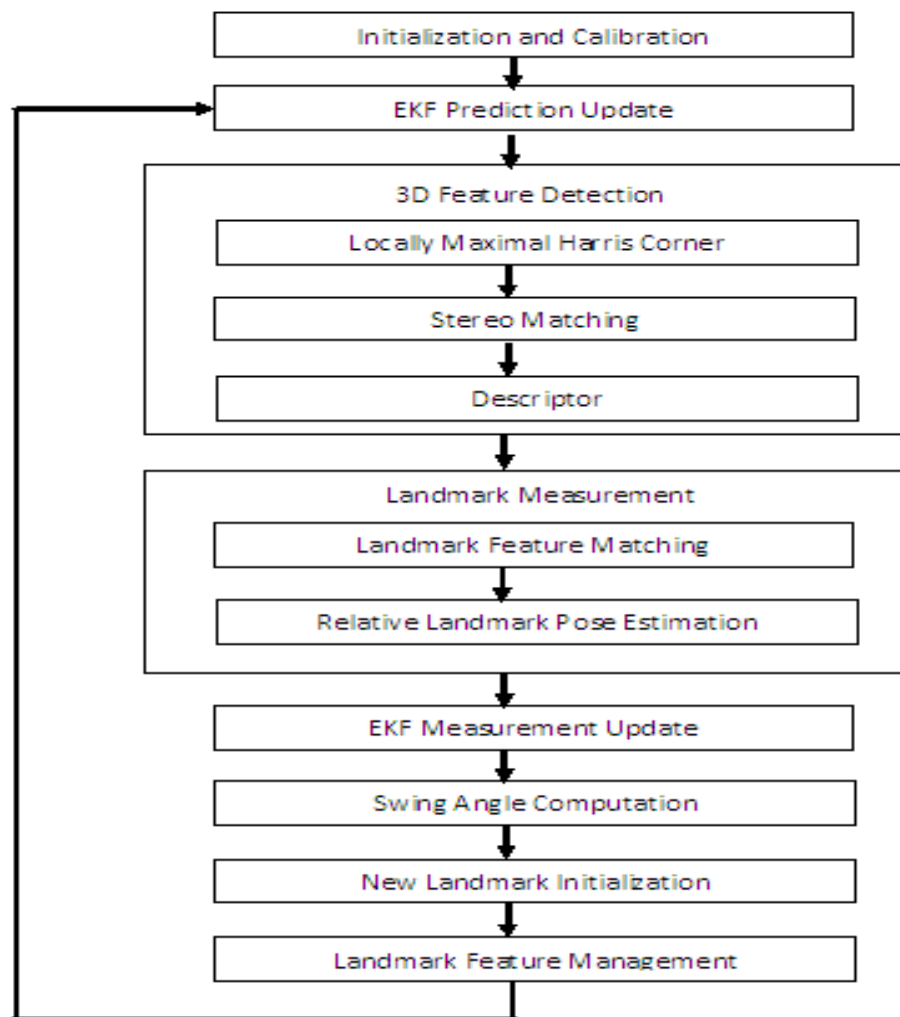 Initialization and Calibration
EKF Prediction Update
3D Feature Detection
Locally Maximal Harris Corner
Stereo Matching
Descriptor
Landmark Measurement
Landmark Feature Matching
Relative Landmark Pose Estimation
EKF Measurement Update
Swing Angle Computation
New Landmark Initialization
Landmark Feature Management